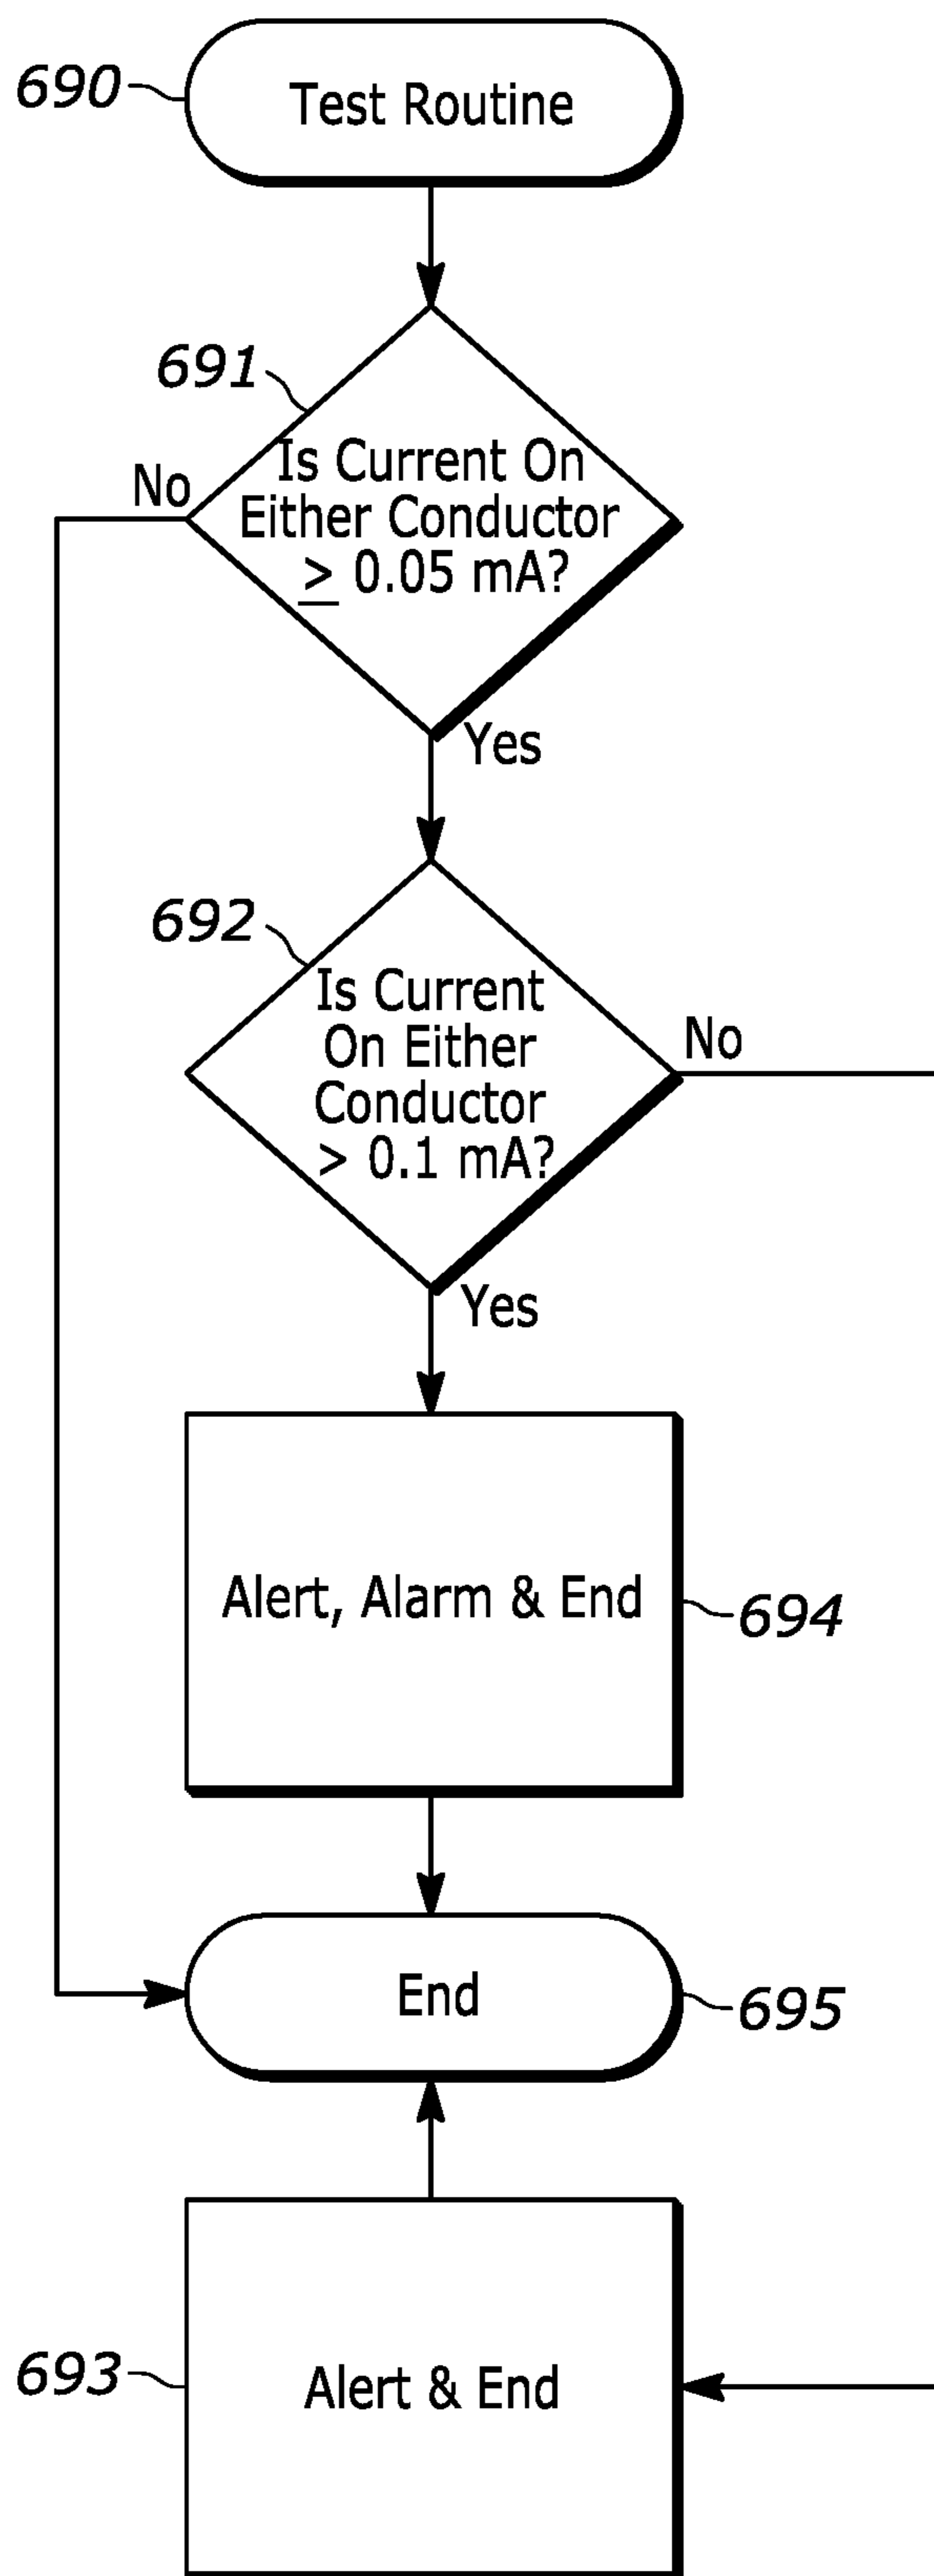 690
Test Routine
691
No
Is Current On
Either Conductor
≥ 0.05 mA?
Yes
692
Is Current
On Either
Conductor
> 0.1 mA?
No
Yes
Alert, Alarm & End
694
End
695
693
Alert & End